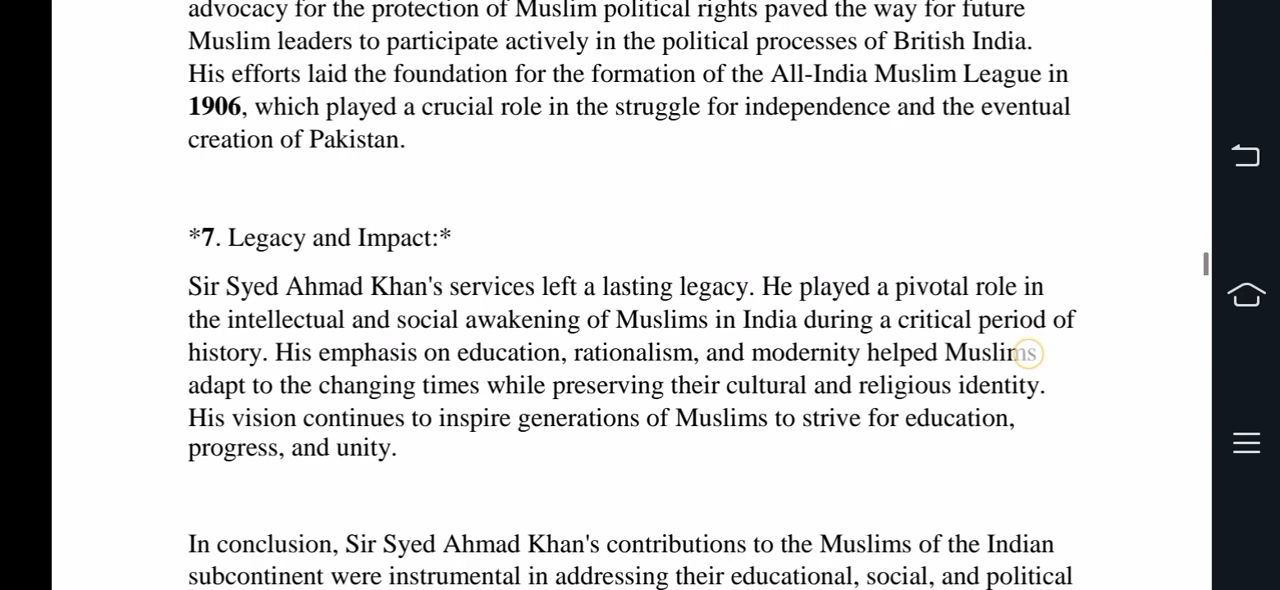 advocacy for the protection of Muslim political rights paved the way for future
Muslim leaders to participate actively in the political processes of British India.
His efforts laid the foundation for the formation of the All-India Muslim League in
1906, which played a crucial role in the struggle for independence and the eventual
creation of Pakistan.
*7. Legacy and Impact:*
Sir Syed Ahmad Khan's services left a lasting legacy. He played a pivotal role in
the intellectual and social awakening of Muslims in India during a critical period of
history. His emphasis on education, rationalism, and modernity helped Muslims
adapt to the changing times while preserving their cultural and religious identity.
His vision continues to inspire generations of Muslims to strive for education,
progress, and unity.
In conclusion, Sir Syed Ahmad Khan's contributions to the Muslims of the Indian
subcontinent were instrumental in addressing their educational, social, and political